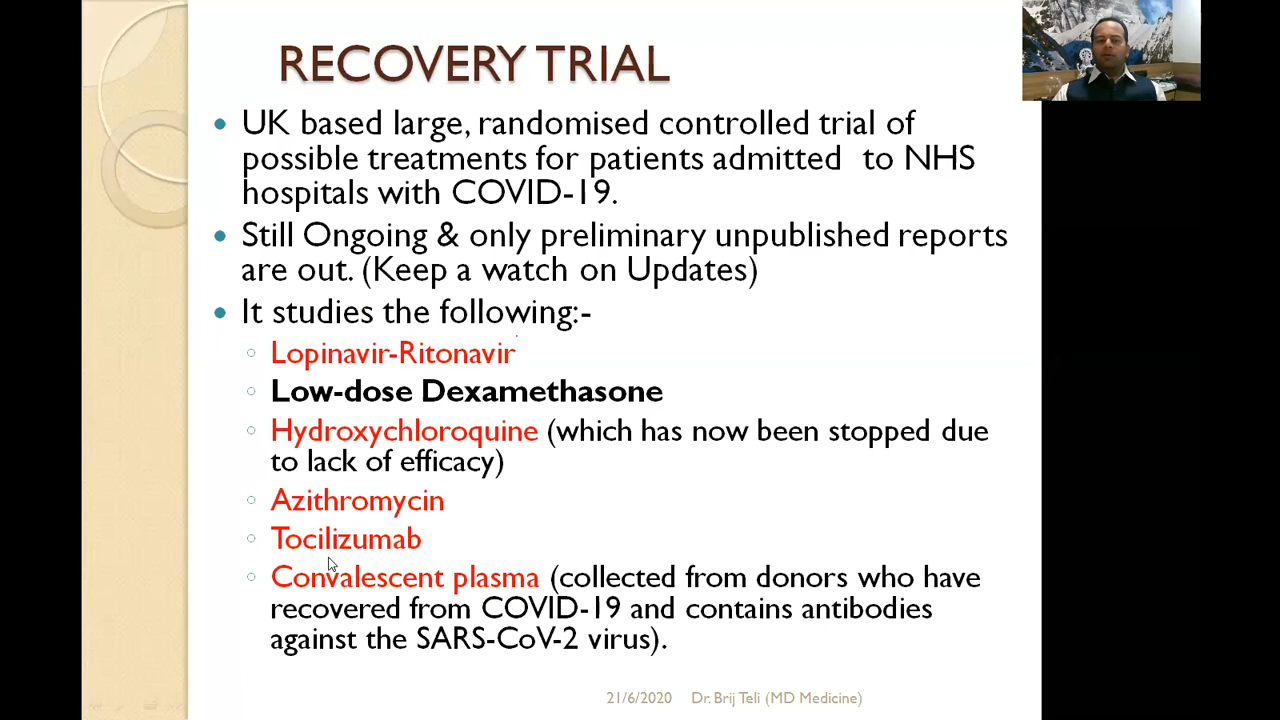 RECOVERY TRIAL
UK based large, randomised controlled trial of
possible treatments for patients admitted to NHS
hospitals with COVID-19.
Still Ongoing & only preliminary unpublished reports
are out. (Keep a watch on Updates)
It studies the following:-
Lopinavir-Ritonavir
Low-dose Dexamethasone
Hydroxychloroquine (which has now been stopped due
to lack of efficacy)
Azithromycin
Tocilizumab
Convalescent plasma (collected from donors who have
recovered from COVID-19 and contains antibodies
against the SARS-CoV-2 virus).
21/6/2020 Dr. Brij Teli (MD Medicine)